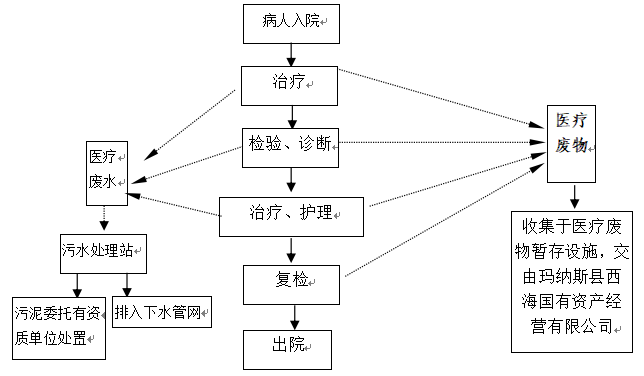 病人入院
治疗
检验、诊断
治疗、护理
复检
出院
医疗
废水
污水处理站
污泥委托有资
质单位处置
排入下水管网
医疗
废物
收集于医疗废
物暂存设施，交
由玛纳斯县西
海国有资产经
营有限公司